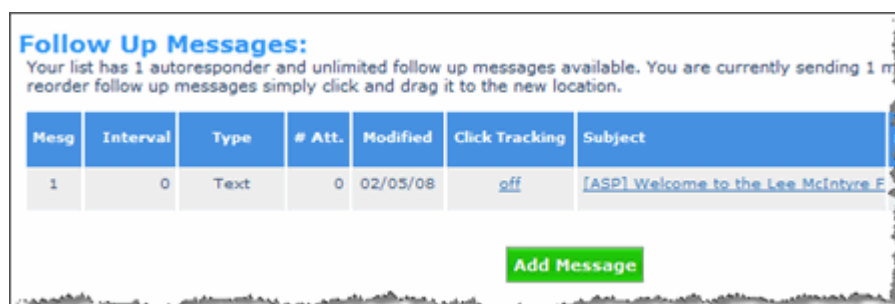 Follow Up Messages:
Your list has 1 autoresponder and unlimited follow up messages available. You are currently sending 1
reorder follow up messages simply click and drag it to the new location.
Mesg Interval Type # Att. Modified Click Tracking Subject
1 0 Text 0 02/05/08 off [ASP] Welcome to the Lee McIntyre F
Add Message